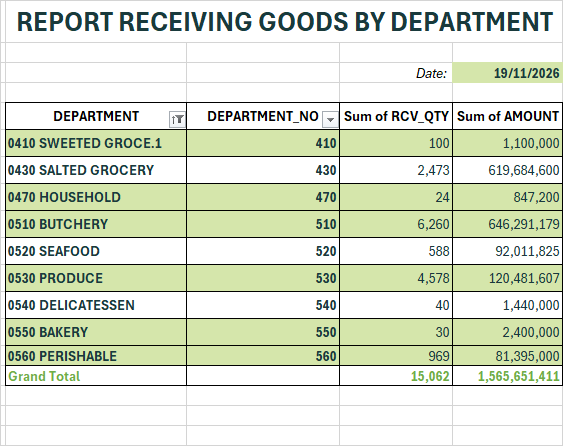 REPORT RECEIVING GOODS BY DEPARTMENT
Date: 19/11/2026
DEPARTMENT DEPARTMENT_NO Sum of RCV_QTY Sum of AMOUNT
0410 SWEETED GROCE.1 410 100 1,100,000
0430 SALTED GROCERY 430 2,473 619,684,600
0470 HOUSEHOLD 470 24 847,200
0510 BUTCHERY 510 6,260 646,291,179
0520 SEAFOOD 520 588 92,011,825
0530 PRODUCE 530 4,578 120,481,607
0540 DELICATESSEN 540 40 1,440,000
0550 BAKERY 550 30 2,400,000
0560 PERISHABLE 560 969 81,395,000
Grand Total 15,062 1,565,651,411